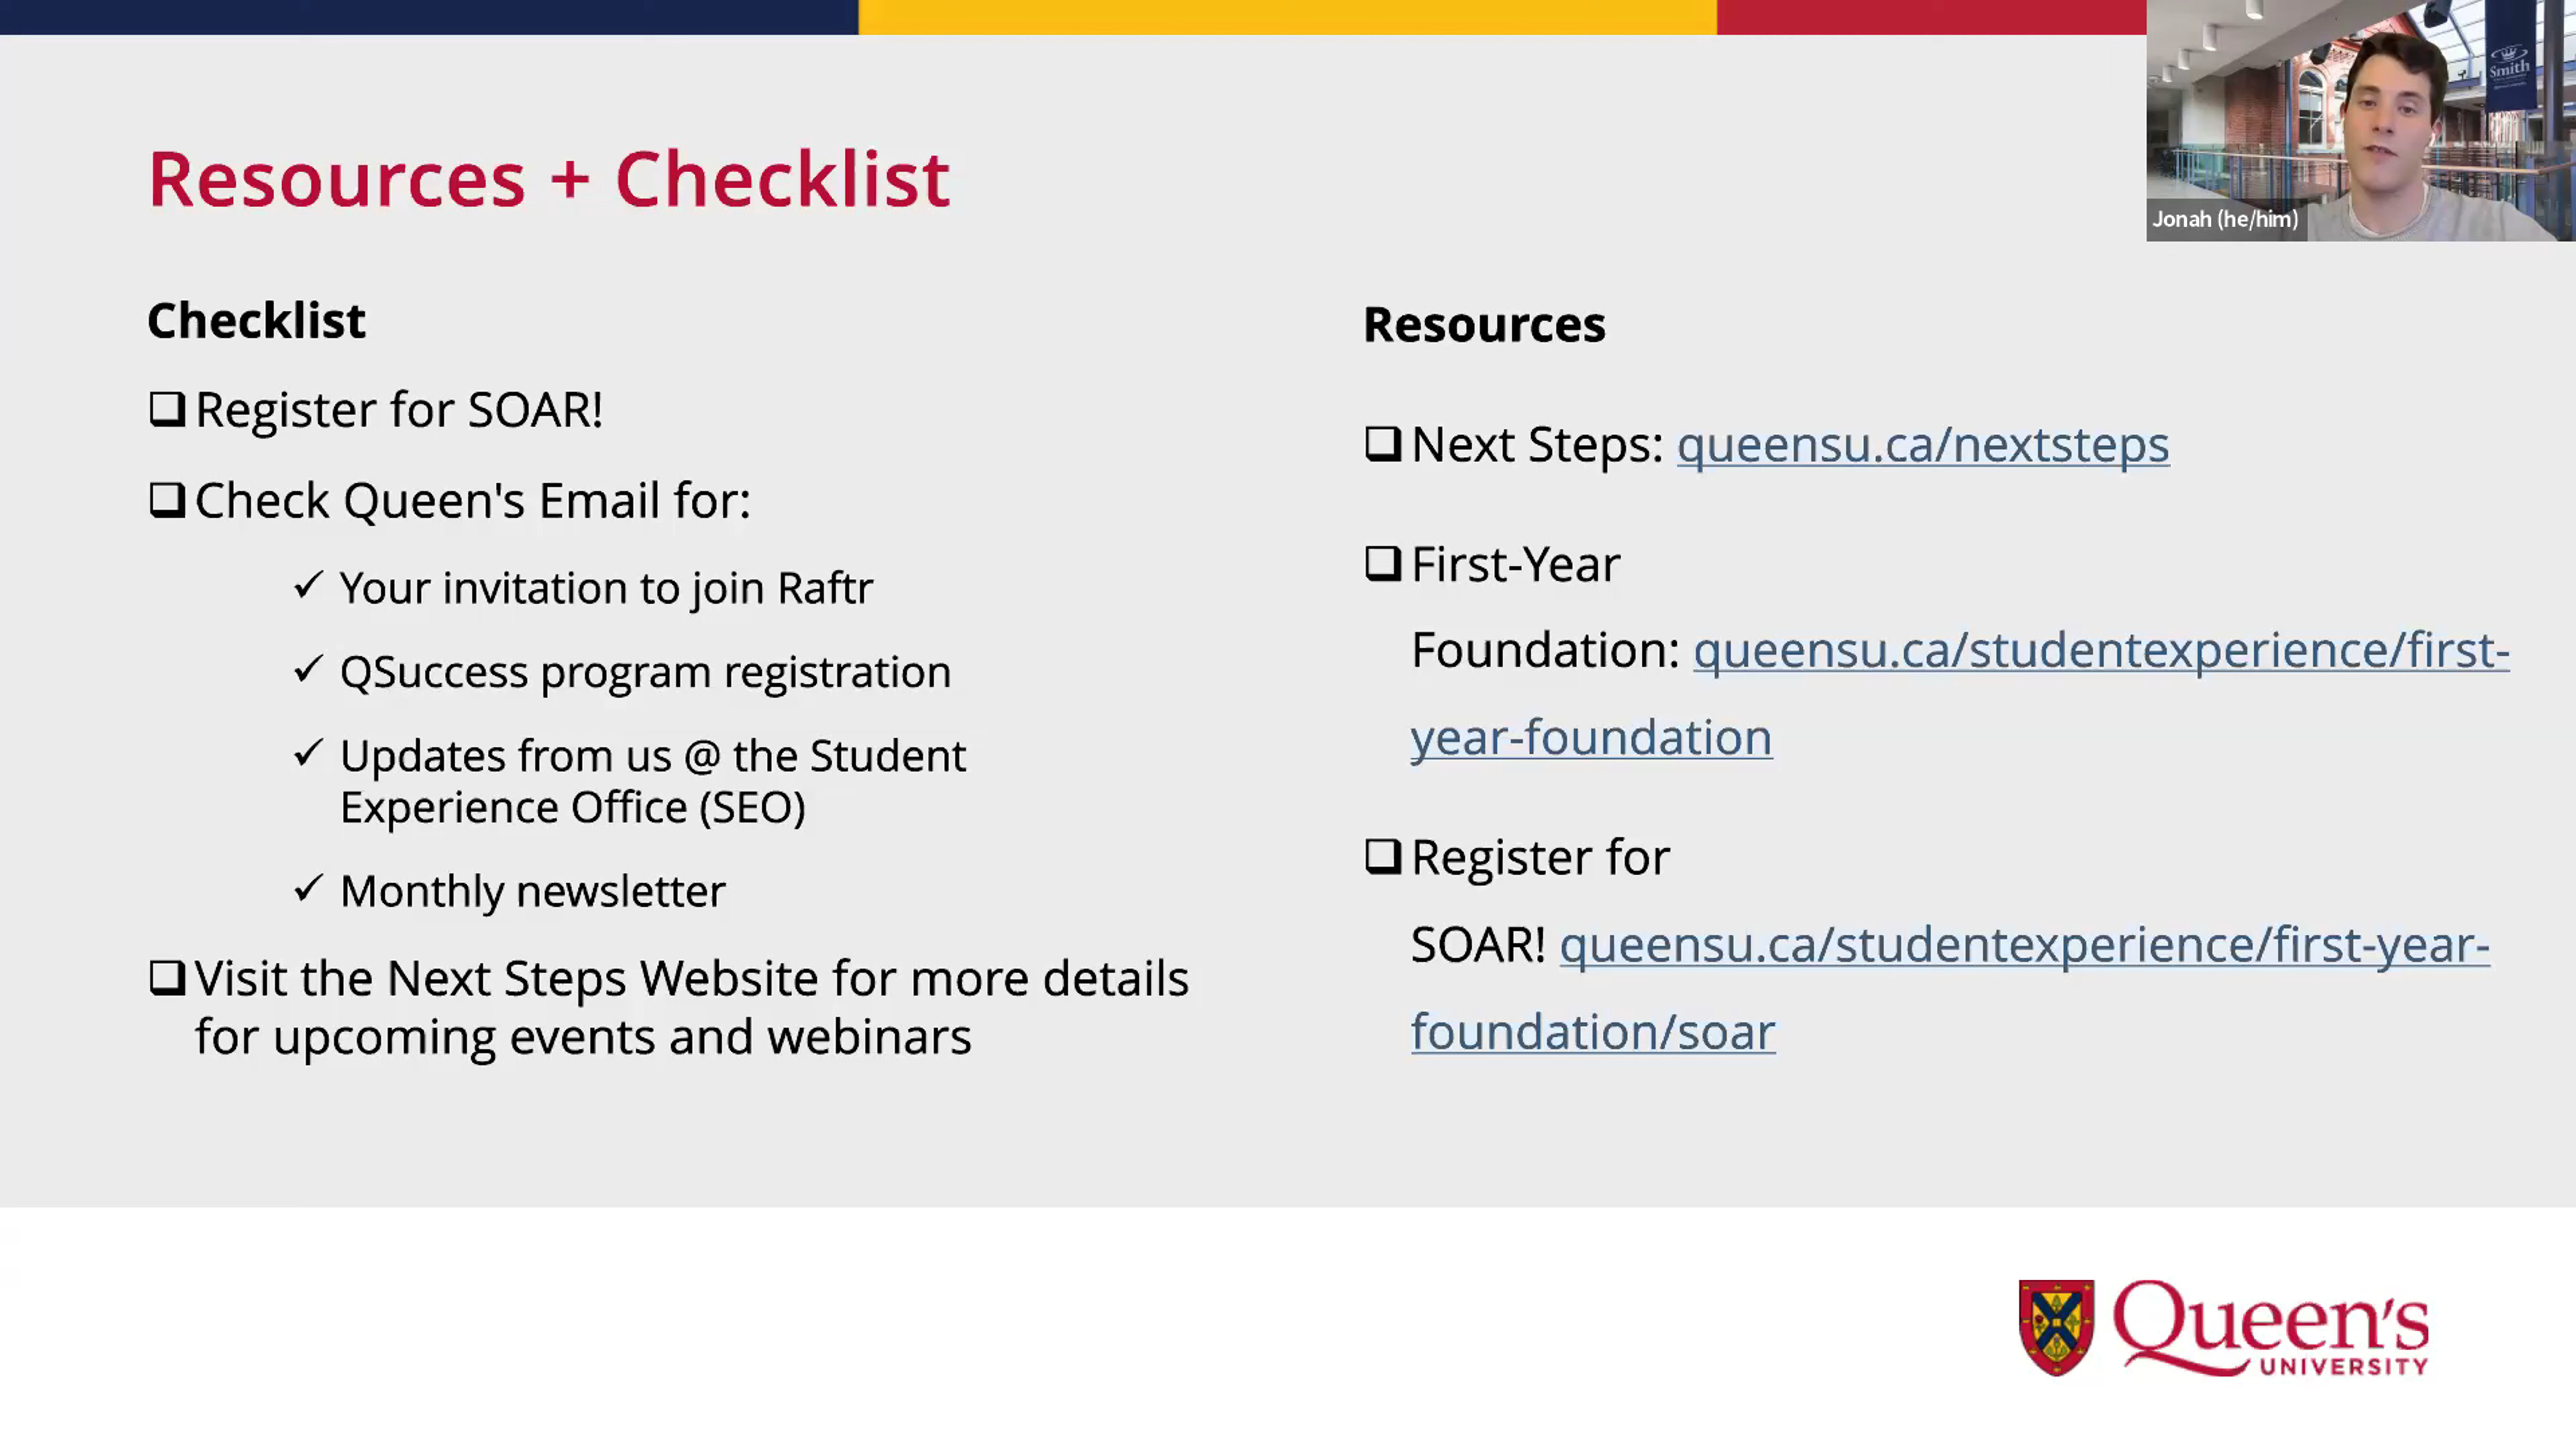 Smith
Jonah (he/him)
Resources + Checklist
Checklist
Register for SOAR!
Check Queen's Email for:
Your invitation to join Raftr
QSuccess program registration
Updates from us @ the Student
Experience Office (SEO)
Monthly newsletter
Visit the Next Steps Website for more details
for upcoming events and webinars
Resources
Next Steps: queensu.ca/nextsteps
First-Year
Foundation: queensu.ca/studentexperience/first-
year-foundation
Register for
SOAR! queensu.ca/studentexperience/first-year-
foundation/soar
Queen's
UNIVERSITY